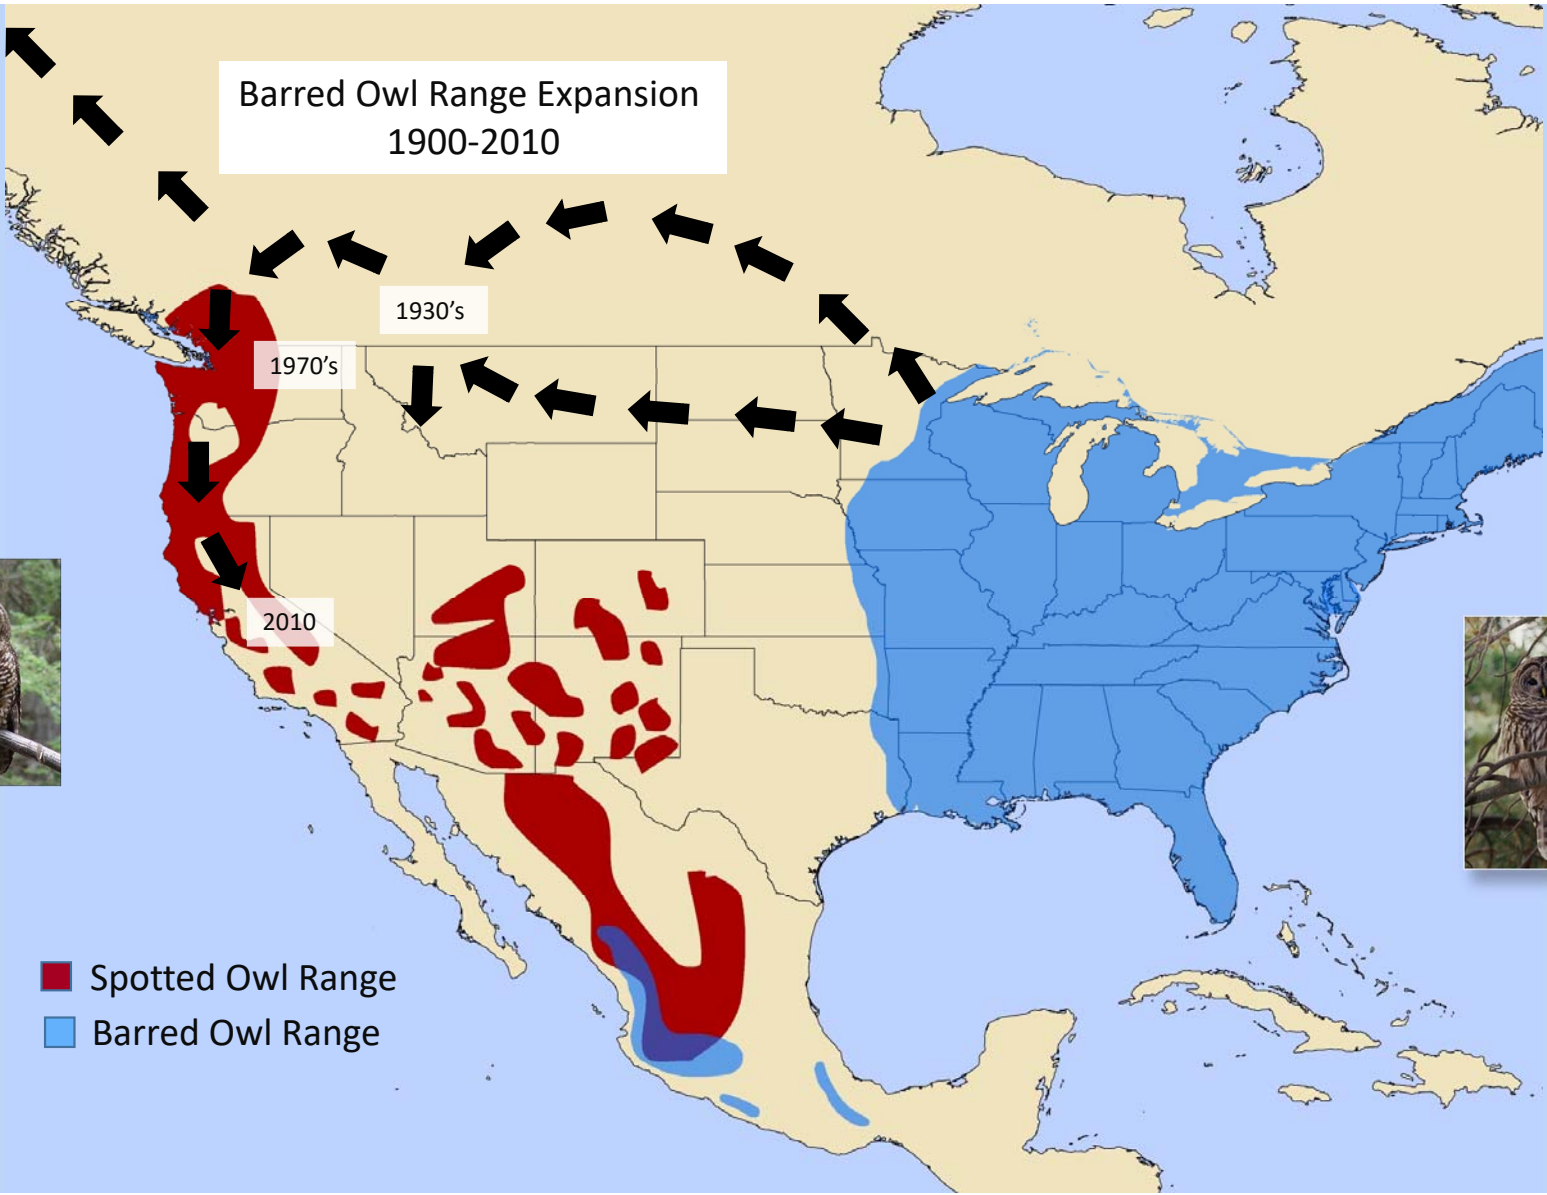 Barred Owl Range Expansion
1900-2010
1930's
1970's
2010
Spotted Owl Range
Barred Owl Range